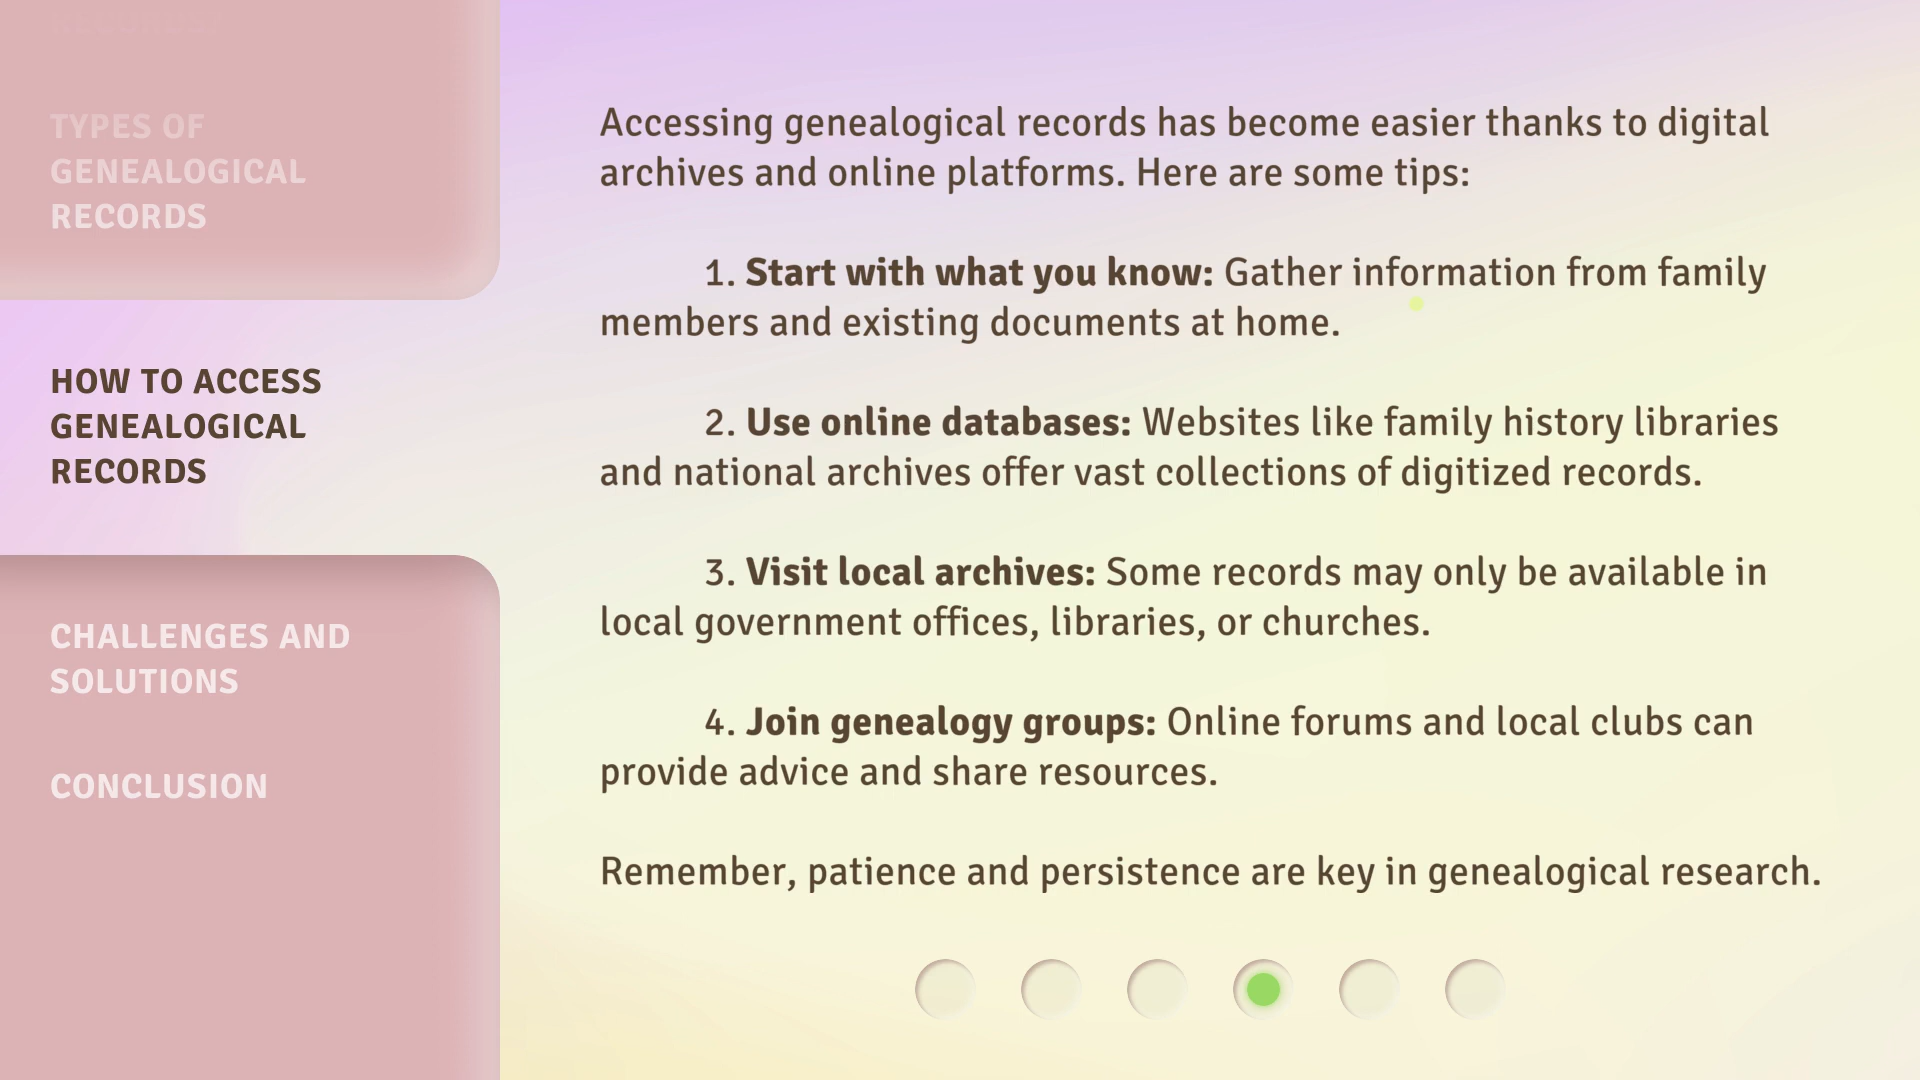 TYPES OF
GENEALOGICAL
RECORDS
HOW TO ACCESS
GENEALOGICAL
RECORDS
CHALLENGES AND
SOLUTIONS
CONCLUSION
Accessing genealogical records has become easier thanks to digital
archives and online platforms. Here are some tips:
1. Start with what you know: Gather information from family
members and existing documents at home.
2. Use online databases: Websites like family history libraries
and national archives offer vast collections of digitized records.
3. Visit local archives: Some records may only be available in
local government offices, libraries, or churches.
4. Join genealogy groups: Online forums and local clubs can
provide advice and share resources.
Remember, patience and persistence are key in genealogical research.